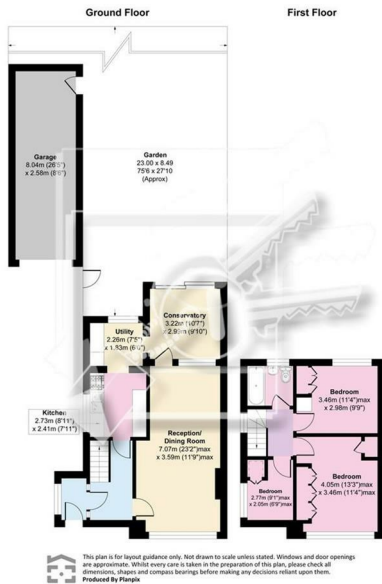 Ground Floor
First Floor
Garage
8.04m (26'5")
x 2.58m (8'6")
Garden
23.00 x 8.49
75'6 x 27'10
(Approx)
Conservatory
3.22m (10'7")
x 2.99m (9'10")
Utility
2.26m (7'5")
x 1.83m
Kitchen
2.73m (8'11")
x 2.41m (7'11")
Reception/
Dining Room
7.07m (23'2")max
x 3.59m (11'9")max
Bedroom
3.46m (11'4")max
x 2.98m (9'9")
Bedroom
4.05m (13'3")max
x 3.46m (11'4")max
Bedroom
2.77m (9'1")max
x 2.05m (6'9")max
This plan is for layout guidance only. Not drawn to scale unless stated. Windows and door openings
are approximate. Whilst every care is taken in the preparation of this plan, please check all
dimensions, shapes and compass bearings before making any decisions reliant upon them.
Produced By Planpix